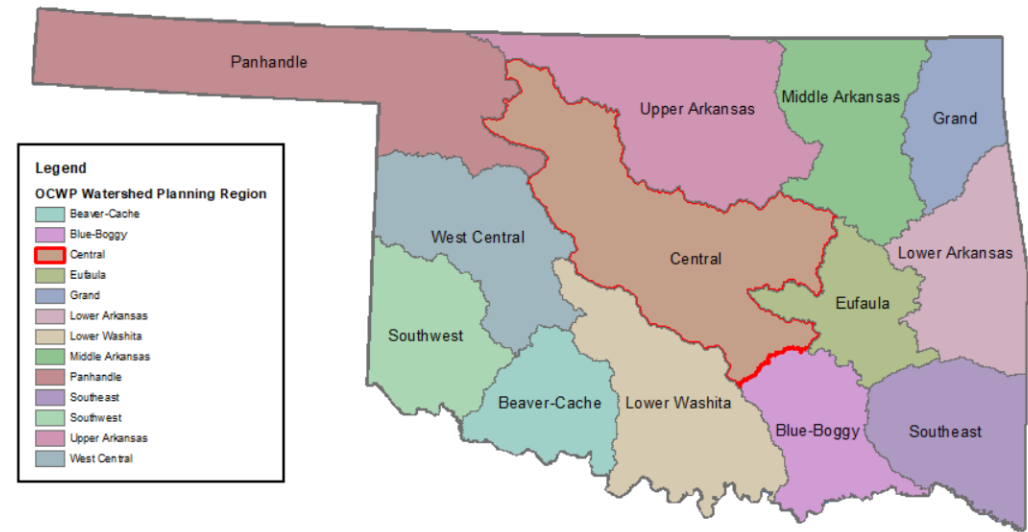 Panhandle
Upper Arkansas
Middle Arkansas
Grand
Legend
OCWP Watershed Planning Region
Beaver-Cache
Blue-Boggy
Central
Eufaula
Grand
Lower Arkansas
Lower Washita
Middle Arkansas
Panhandle
Southeast
Southwest
Upper Arkansas
West Central
West Central
Central
Lower Arkansas
Eufaula
Southwest
Beaver-Cache
Lower Washita
Blue-Boggy
Southeast